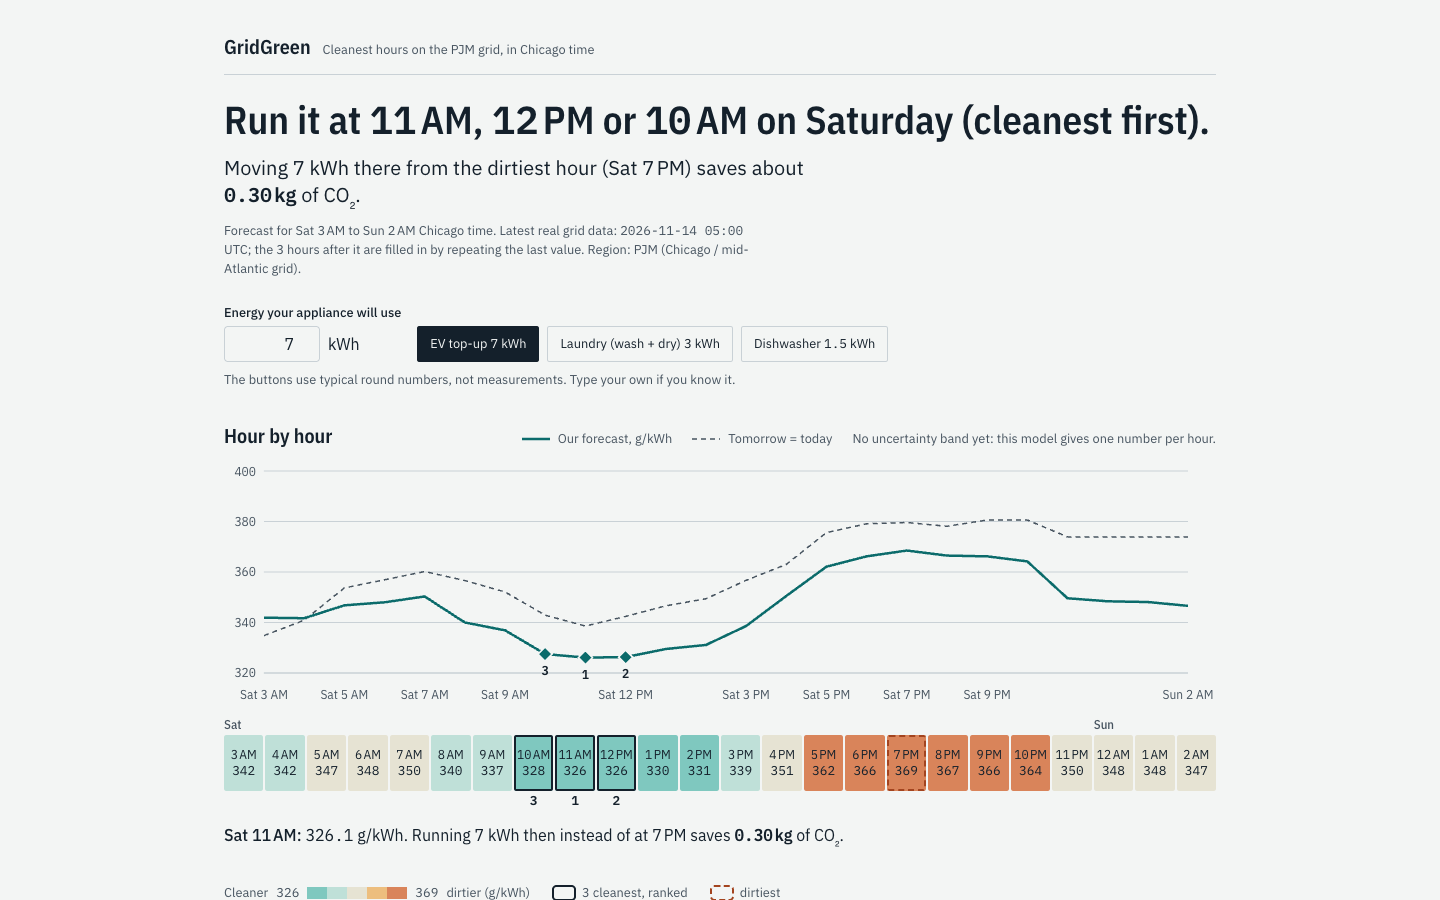 GridGreen Cleanest hours on the PJM grid, in Chicago time
Run it at 11 AM, 12 PM or 10 AM on Saturday (cleanest first).
Moving 7 kWh there from the dirtiest hour (Sat 7 PM) saves about
0.30 kg of CO₂.
Forecast for Sat 3 AM to Sun 2 AM Chicago time. Latest real grid data: 2026-11-14 05:00
UTC; the 3 hours after it are filled in by repeating the last value. Region: PJM (Chicago / mid-
Atlantic grid).
Energy your appliance will use
7 kWh EV top-up 7 kWh Laundry (wash + dry) 3 kWh Dishwasher 1.5 kWh
The buttons use typical round numbers, not measurements. Type your own if you know it.
Hour by hour Our forecast, g/kWh Tomorrow = today No uncertainty band yet: this model gives one number per hour.
400
380
360
340
320
3 1 2
Sat 3 AM Sat 5 AM Sat 7 AM Sat 9 AM Sat 12 PM Sat 3 PM Sat 5 PM Sat 7 PM Sat 9 PM Sun 2 AM
Sat Sun
3 AM 4 AM 5 AM 6 AM 7 AM 8 AM 9 AM 10 AM 11 AM 12 PM 1 PM 2 PM 3 PM 4 PM 5 PM 6 PM 7 PM 8 PM 9 PM 10 PM 11 PM 12 AM 1 AM 2 AM
342 342 347 348 350 340 337 328 326 326 330 331 339 351 362 366 369 367 366 364 350 348 348 347
3 1 2
Sat 11 AM: 326.1 g/kWh. Running 7 kWh then instead of at 7 PM saves 0.30 kg of CO₂.
Cleaner 326 369 dirtier (g/kWh) 3 cleanest, ranked dirtiest